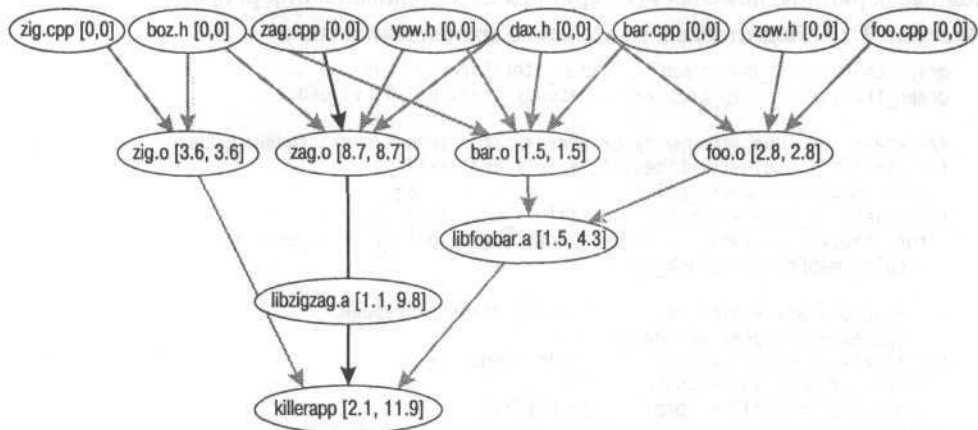 zig.cpp [0,0] boz.h [0,0] zag.cpp [0,0] yow.h [0,0] dax.h [0,0] bar.cpp [0,0] zow.h [0,0] foo.cpp [0,0]
zig.o [3.6, 3.6] zag.o [8.7, 8.7] bar.o [1.5, 1.5] foo.o [2.8, 2.8]
libfoobar.a [1.5, 4.3]
libzigzag.a [1.1, 9.8]
killerapp [2.1, 11.9]